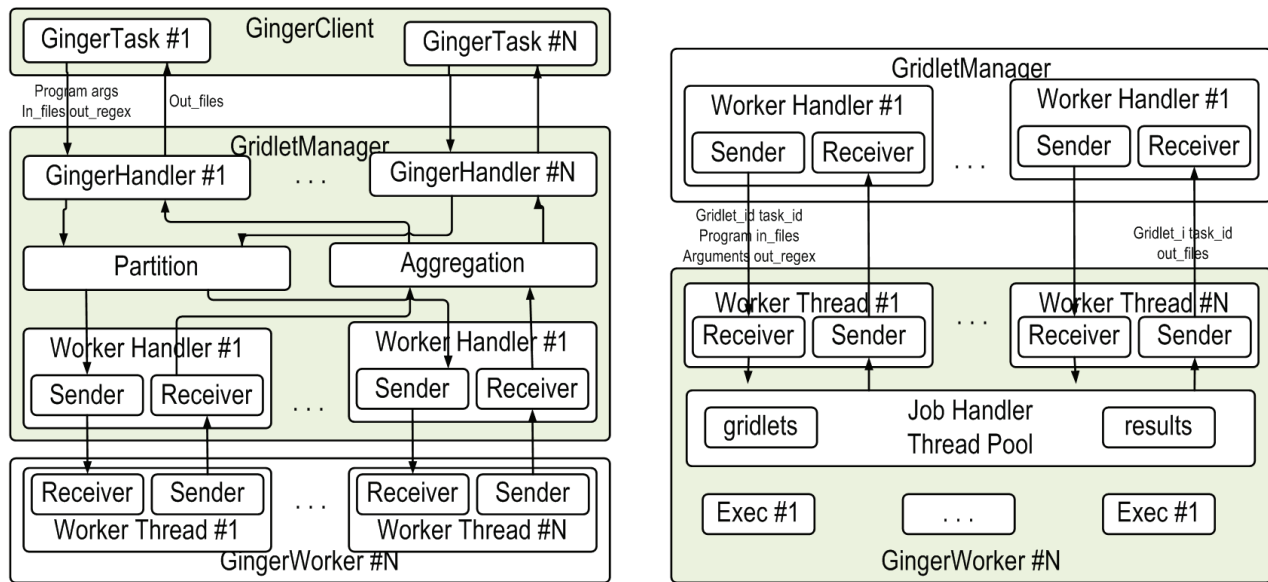 GingerClient
GingerTask #1
GingerTask #N
Program args
In_files out_regex
Out_files
GridletManager
GingerHandler #1
. . .
GingerHandler #N
Partition
Aggregation
Worker Handler #1
Sender
Receiver
. . .
Worker Handler #1
Sender
Receiver
Receiver
Sender
Worker Thread #1
. . .
Receiver
Sender
Worker Thread #N
GingerWorker #N
GridletManager
Worker Handler #1
Sender
Receiver
. . .
Worker Handler #1
Sender
Receiver
Gridlet_id task_id
Program in_files
Arguments out_regex
Gridlet_i task_id
out_files
Worker Thread #1
Receiver
Sender
. . .
Worker Thread #N
Receiver
Sender
gridlets
Job Handler
Thread Pool
results
Exec #1
. . .
Exec #1
GingerWorker #N